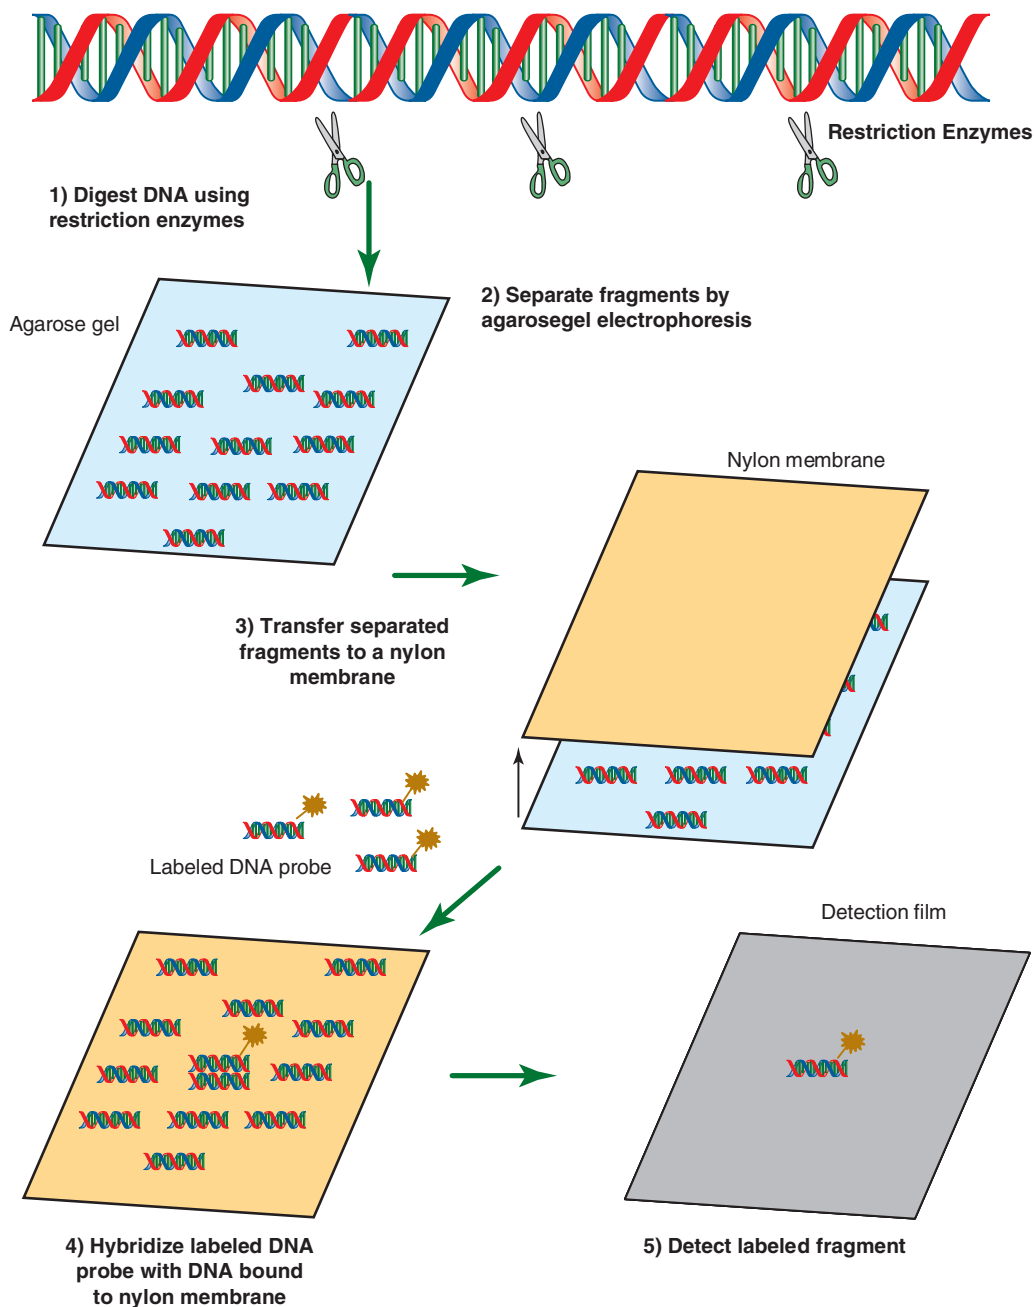 Restriction Enzymes
1) Digest DNA using
restriction enzymes
2) Separate fragments by
agarosegel electrophoresis
Agarose gel
Nylon membrane
3) Transfer separated
fragments to a nylon
membrane
Labeled DNA probe
Detection film
4) Hybridize labeled DNA
probe with DNA bound
to nylon membrane
5) Detect labeled fragment